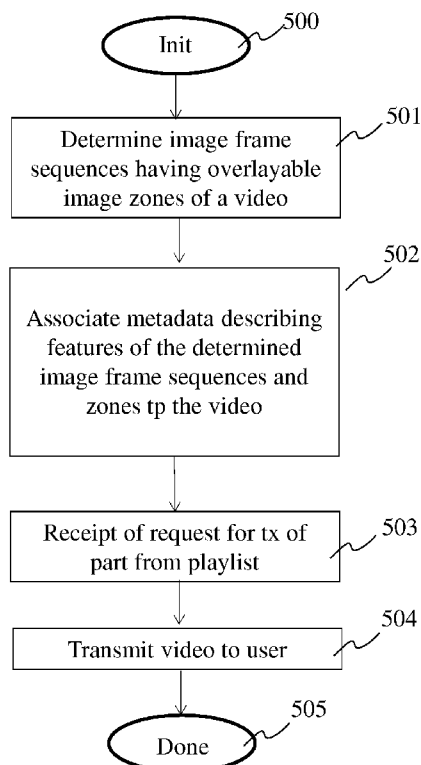 500
Init
501
Determine image frame
sequences having overlayable
image zones of a video
502
Associate metadata describing
features of the determined
image frame sequences and
zones tp the video
503
Receipt of request for tx of
part from playlist
504
Transmit video to user
505
Done